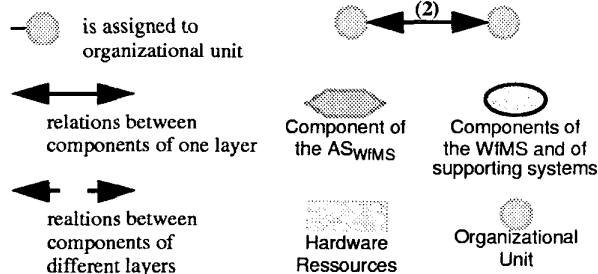 is assigned to
organizational unit
(2)
relations between
components of one layer
Component of
the ASWfMS
Components of
the WfMS and of
supporting systems
realtions between
components of
different layers
Hardware
Ressources
Organizational
Unit